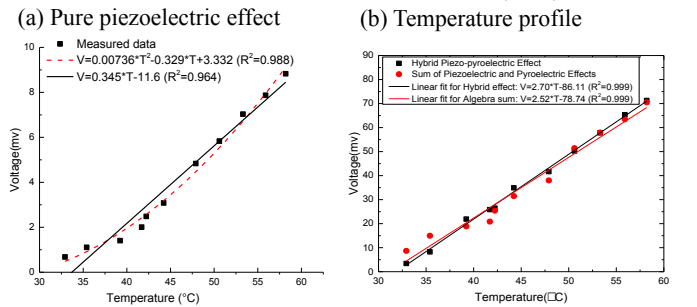 (a) Pure piezoelectric effect
(b) Temperature profile
Measured data
V=0.00736*T²-0.329*T+3.332 (R²=0.988)
V=0.345*T-11.6 (R²=0.964)
10
8
6
4
2
0
30 35 40 45 50 55 60
Voltage(mv)
Temperature (°C)
Hybrid Piezo-pyroelectric Effect
Sum of Piezoelectric and Pyroelectric Effects
Linear fit for Hybrid effect: V=2.70*T-86.11 (R²=0.999)
Linear fit for Algebra sum: V=2.52*T-78.74 (R²=0.999)
90
80
70
60
50
40
30
20
10
0
30 35 40 45 50 55 60
Voltage(mv)
Temperature(□C)